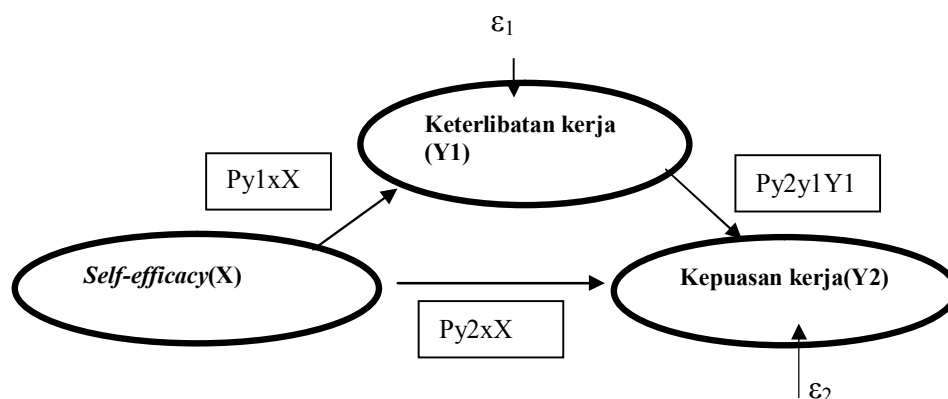 ε1
Keterlibatan kerja
(Y1)
Py1xX
Py2y1Y1
Self-efficacy(X)
Kepuasan kerja(Y2)
Py2xX
ε2